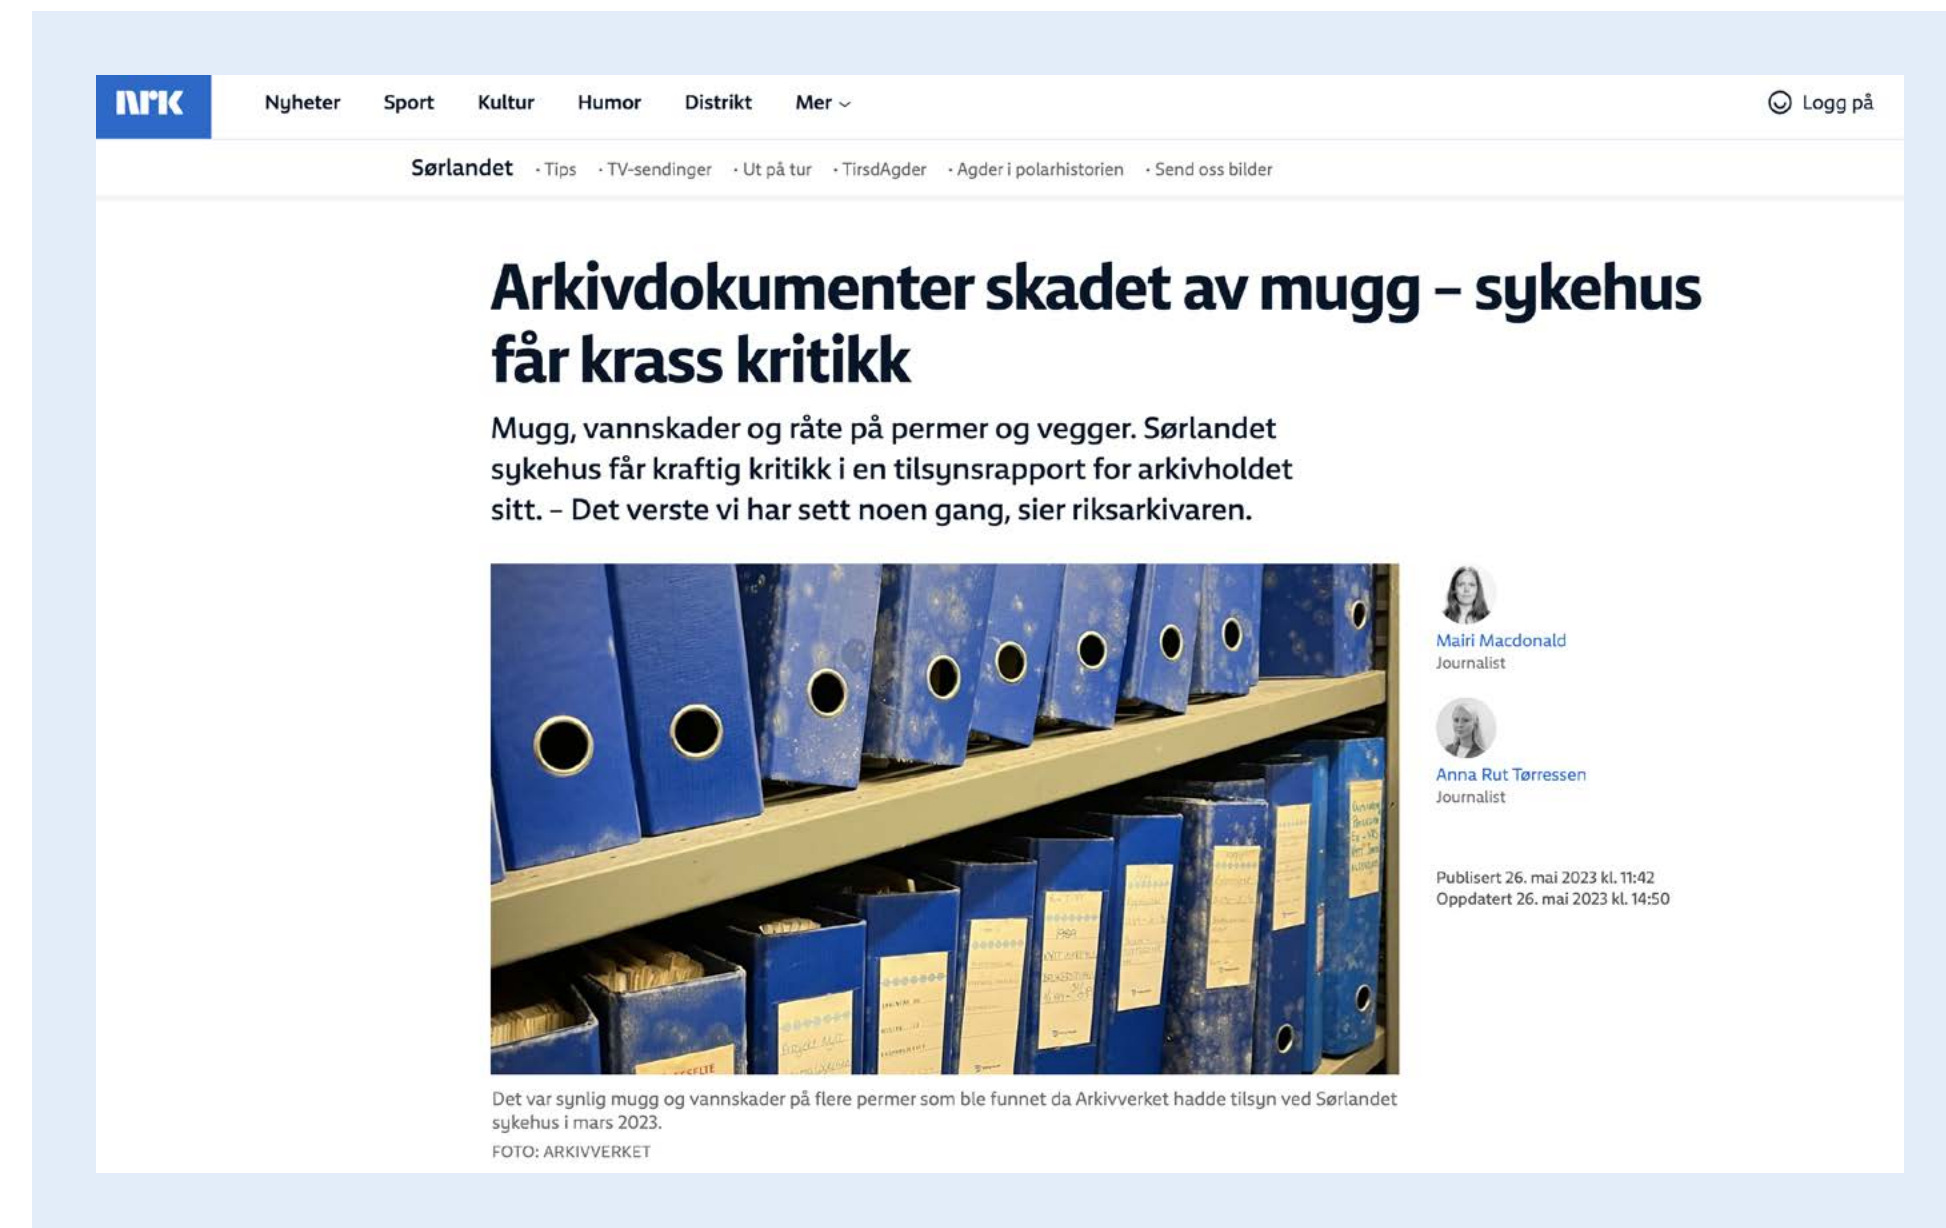 nrk
Nyheter Sport Kultur Humor Distrikt Mer
Logg på
Sørlandet · Tips · TV-sendinger · Ut på tur · TirsdAgder · Agder i polarhistorien · Send oss bilder
Arkivdokumenter skadet av mugg – sykehus
får krass kritikk
Mugg, vannskader og råte på permer og vegger. Sørlandet
sykehus får kraftig kritikk i en tilsynsrapport for arkivholdet
sitt. – Det verste vi har sett noen gang, sier riksarkivaren.
Mairi Macdonald
Journalist
Anna Rut Tørressen
Journalist
Publisert 26. mai 2023 kl. 11:42
Oppdatert 26. mai 2023 kl. 14:50
1989
Prosjekt
Det var synlig mugg og vannskader på flere permer som ble funnet da Arkivverket hadde tilsyn ved Sørlandet
sykehus i mars 2023.
FOTO: ARKIVVERKET